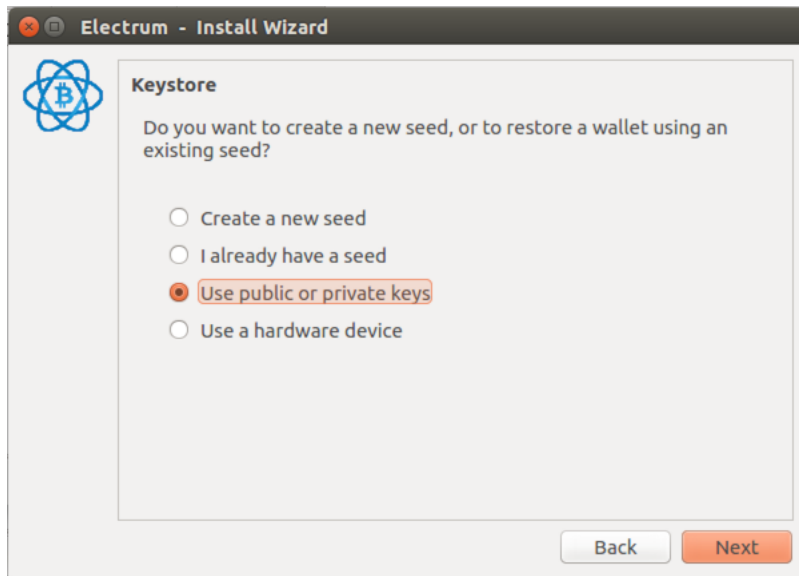 Electrum - Install Wizard
Keystore
Do you want to create a new seed, or to restore a wallet using an
existing seed?
Create a new seed
I already have a seed
Use public or private keys
Use a hardware device
Back Next